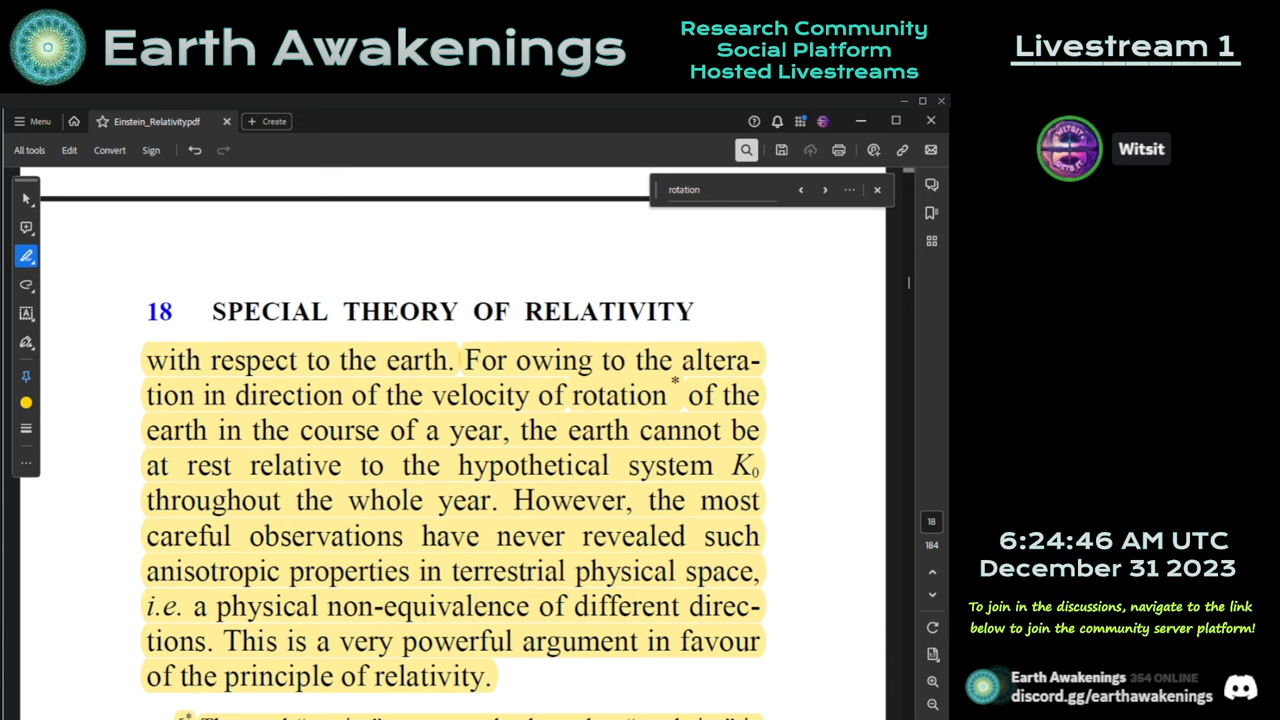 Earth Awakenings
Research Community
Social Platform
Hosted Livestreams
Livestream 1
Menu
Einstein_Relativitypdf
Create
All tools
Edit
Convert
Sign
rotation
Witsit
18 SPECIAL THEORY OF RELATIVITY
with respect to the earth. For owing to the altera-
tion in direction of the velocity of rotation* of the
earth in the course of a year, the earth cannot be
at rest relative to the hypothetical system K0
throughout the whole year. However, the most
careful observations have never revealed such
anisotropic properties in terrestrial physical space,
i.e. a physical non-equivalence of different direc-
tions. This is a very powerful argument in favour
of the principle of relativity.
18
184
6:24:46 AM UTC
December 31 2023
To join in the discussions, navigate to the link
below to join the community server platform!
Earth Awakenings 354 ONLINE
discord.gg/earthawakenings